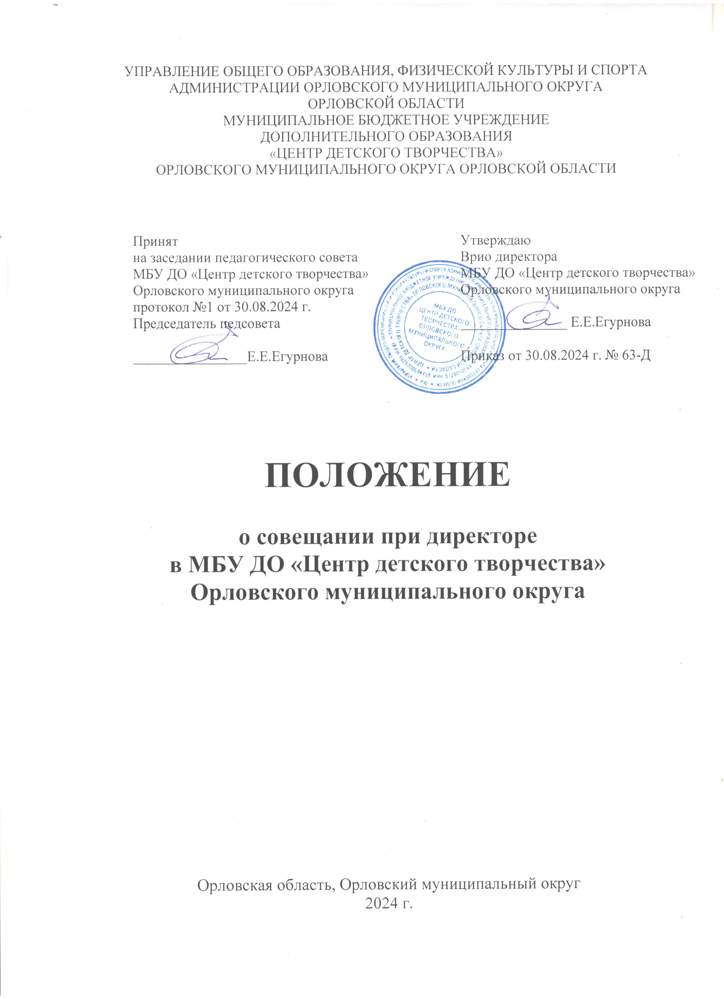 УПРАВЛЕНИЕ ОБЩЕГО ОБРАЗОВАНИЯ, ФИЗИЧЕСКОЙ КУЛЬТУРЫ И СПОРТА
АДМИНИСТРАЦИИ ОРЛОВСКОГО МУНИЦИПАЛЬНОГО ОКРУГА
ОРЛОВСКОЙ ОБЛАСТИ
МУНИЦИПАЛЬНОЕ БЮДЖЕТНОЕ УЧРЕЖДЕНИЕ
ДОПОЛНИТЕЛЬНОГО ОБРАЗОВАНИЯ
«ЦЕНТР ДЕТСКОГО ТВОРЧЕСТВА»
ОРЛОВСКОГО МУНИЦИПАЛЬНОГО ОКРУГА ОРЛОВСКОЙ ОБЛАСТИ
Принят
на заседании педагогического совета
МБУ ДО «Центр детского творчества»
Орловского муниципального округа
протокол №1 от 30.08.2024 г.
Председатель педсовета
Е.Е.Егурнова
Утверждаю
Врио директора
МБУ ДО «Центр детского творчества»
Орловского муниципального округа
Е.Е.Егурнова
Приказ от 30.08.2024 г. № 63-Д
МБУ ДО
ЦЕНТР ДЕТСКОГО
ТВОРЧЕСТВА
ОРЛОВСКОГО
МУНИЦИПАЛЬНОГО
ОКРУГА
ПОЛОЖЕНИЕ
о совещании при директоре
в МБУ ДО «Центр детского творчества»
Орловского муниципального округа
Орловская область, Орловский муниципальный округ
2024 г.